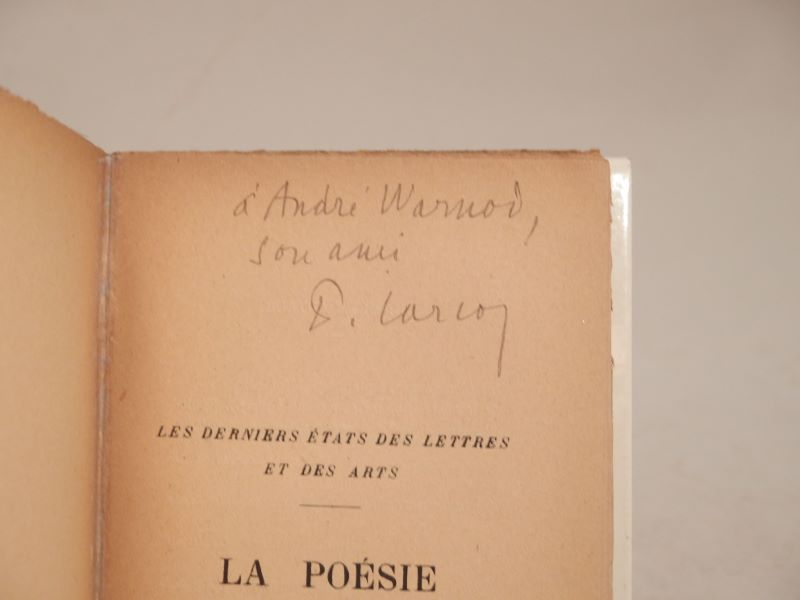 à André Warnod,
son ami
F. Carco
LES DERNIERS ÉTATS DES LETTRES
ET DES ARTS
LA POÉSIE